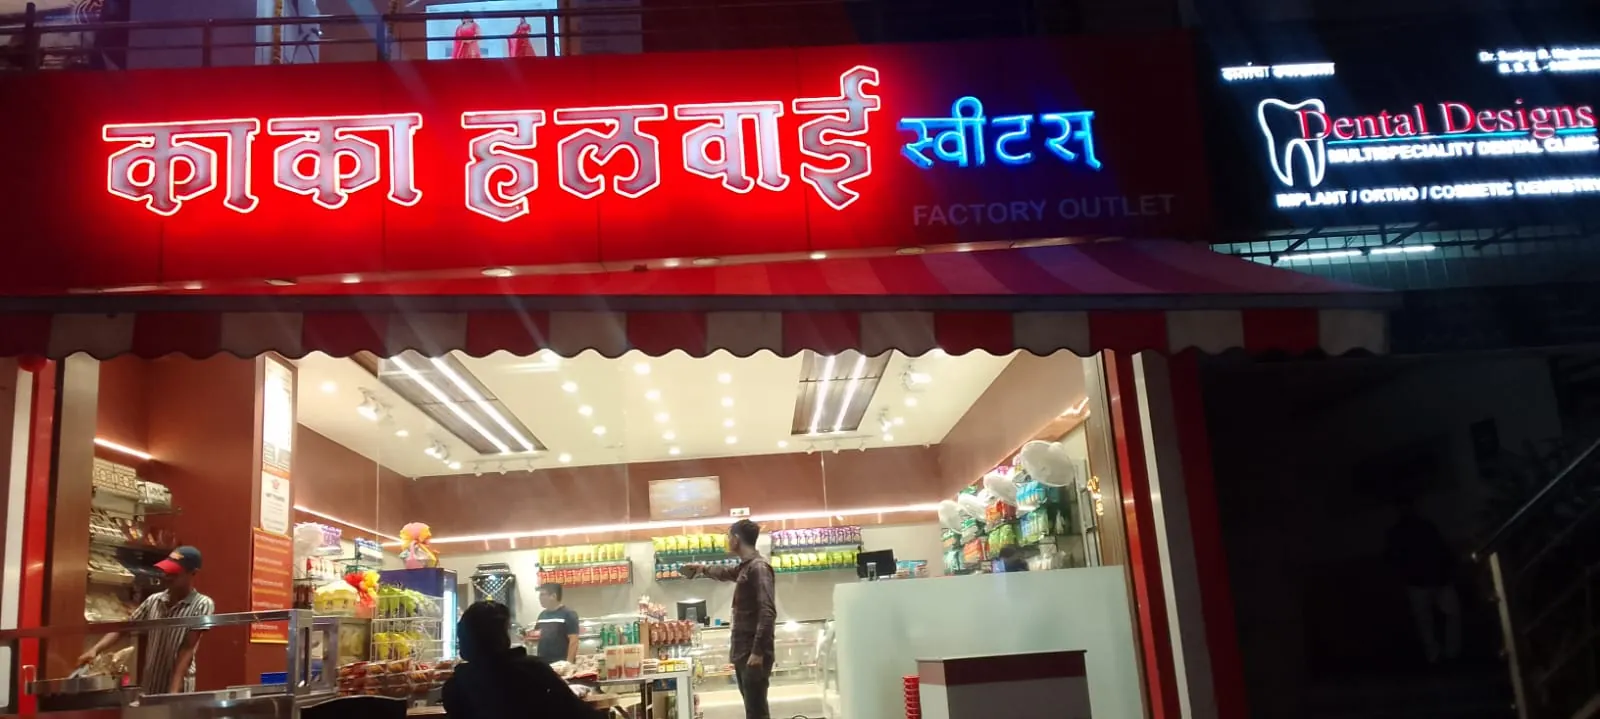 काका हलवाई स्वीटस्
FACTORY OUTLET
Dental Designs
MULTISPECIALITY DENTAL CLINIC
IMPLANT / ORTHO / COSMETIC DENTISTRY